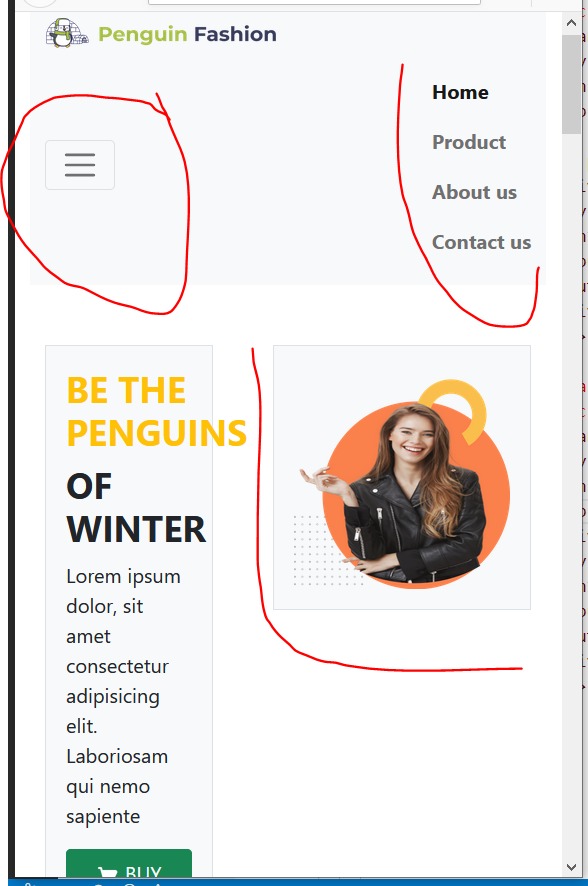 Penguin Fashion
Home
Product
About us
Contact us
BE THE
PENGUINS
OF
WINTER
Lorem ipsum
dolor, sit
amet
consectetur
adipisicing
elit.
Laboriosam
qui nemo
sapiente
BUY